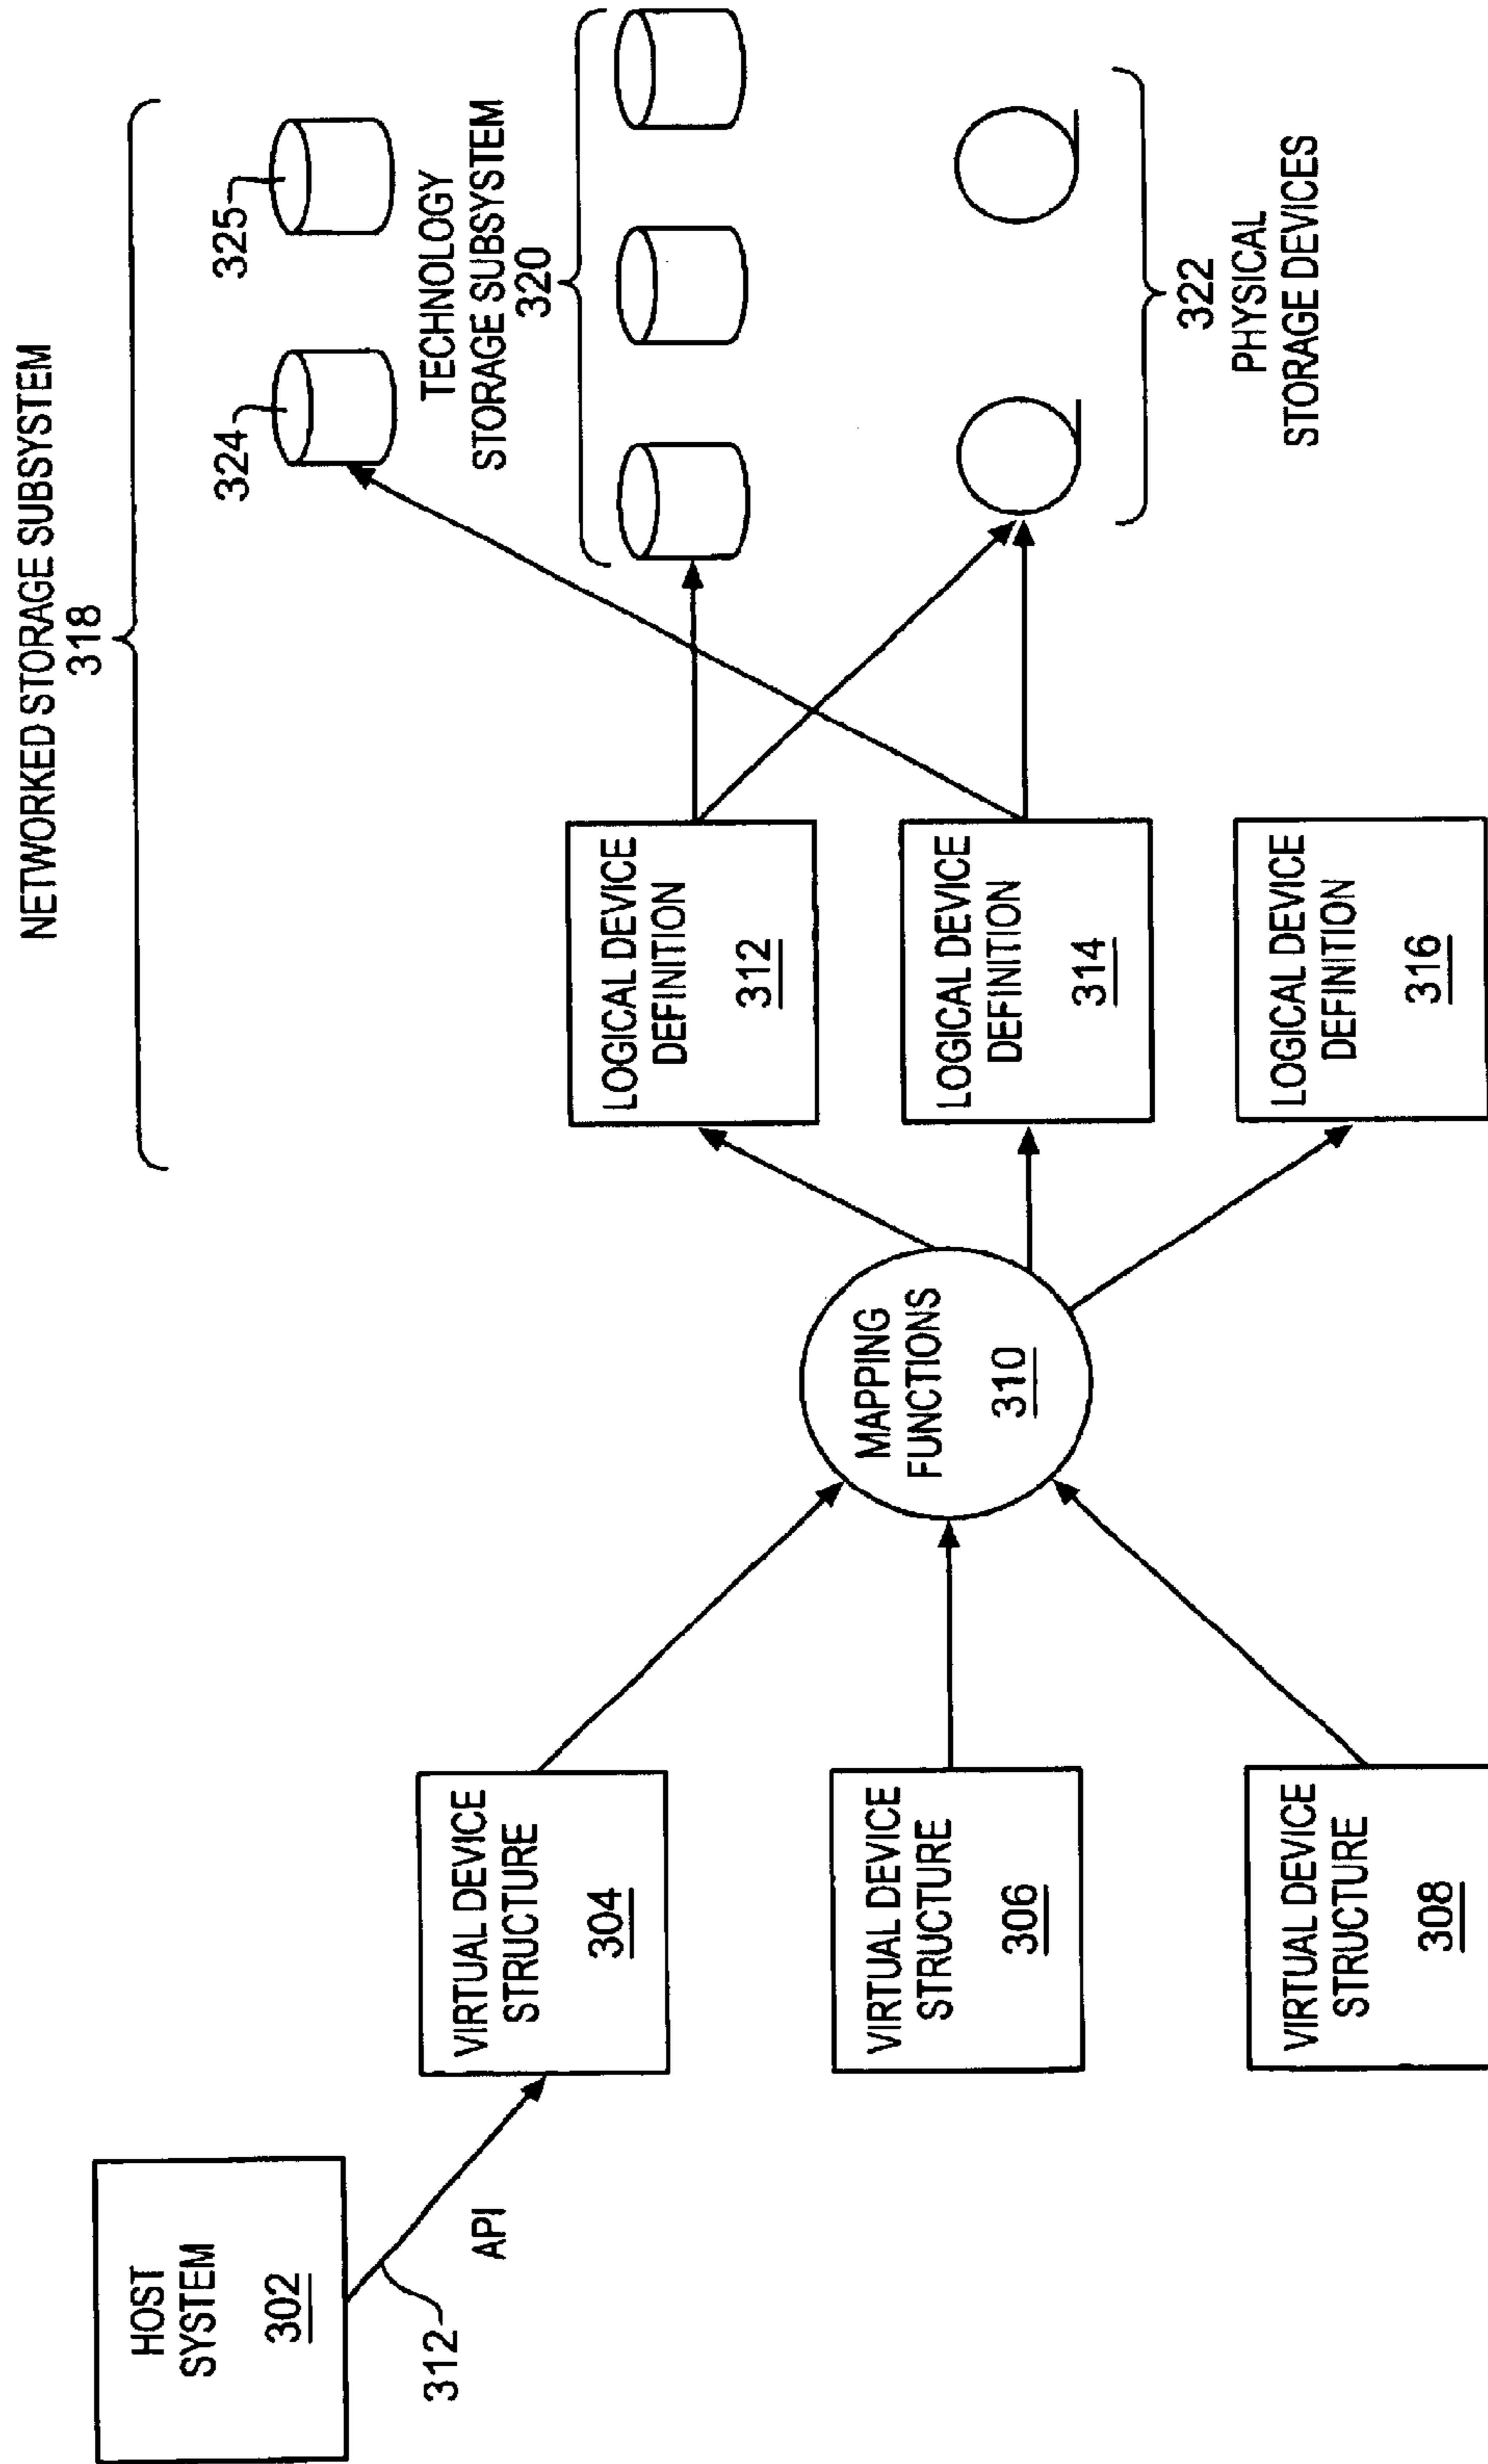 NETWORKED STORAGE SUBSYSTEM
318
324
325
TECHNOLOGY
STORAGE SUBSYSTEM
320
HOST
SYSTEM
302
312
API
VIRTUAL DEVICE
STRUCTURE
304
VIRTUAL DEVICE
STRUCTURE
306
VIRTUAL DEVICE
STRUCTURE
308
MAPPING
FUNCTIONS
310
LOGICAL DEVICE
DEFINITION
312
LOGICAL DEVICE
DEFINITION
314
LOGICAL DEVICE
DEFINITION
316
322
PHYSICAL
STORAGE DEVICES